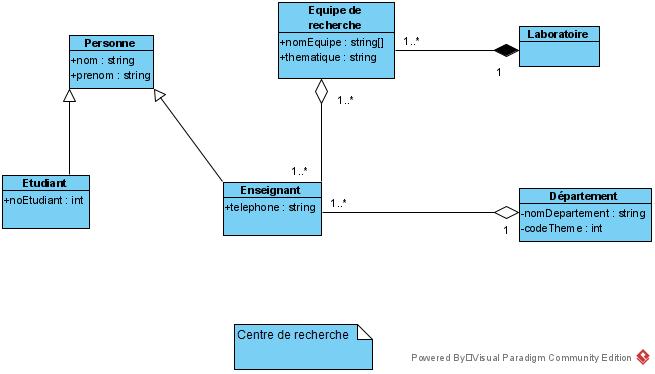 Equipe de
recherche
+nomEquipe : string[]
+thematique : string
Laboratoire
1..*
1
Personne
+nom : string
+prenom : string
1..*
1..*
Etudiant
+noEtudiant : int
Enseignant
+telephone : string
1..*
1
Département
-nomDepartement : string
-codeTheme : int
Centre de recherche
Powered By Visual Paradigm Community Edition